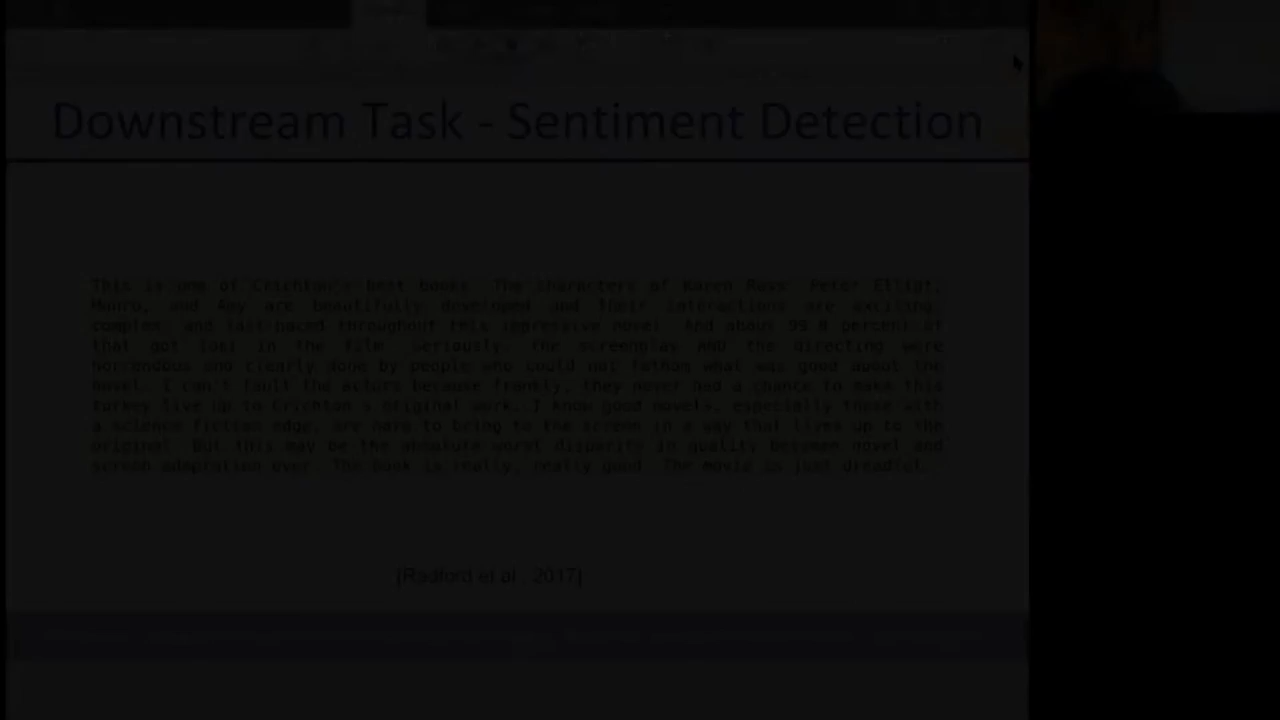 Downstream Task - Sentiment Detection
This is one of Crichton's best books. The characters of Karen Ross, Peter Elliot,
Munro, and Amy are beautifully developed and their interactions are exciting,
complex, and fast-paced throughout this impressive novel. And about 99.8 percent of
that got lost in the film. Seriously, the screenplay AND the directing were
horrendous and clearly done by people who could not fathom what was good about the
novel. I can't fault the actors because frankly, they never had a chance to make this
turkey live up to Crichton's original work. I know good novels, especially those with
a science fiction edge, are hard to bring to the screen in a way that lives up to the
original. But this may be the absolute worst disparity in quality between novel and
screen adaptation ever. The book is really, really good. The movie is just dreadful.
[Radford et al., 2017]